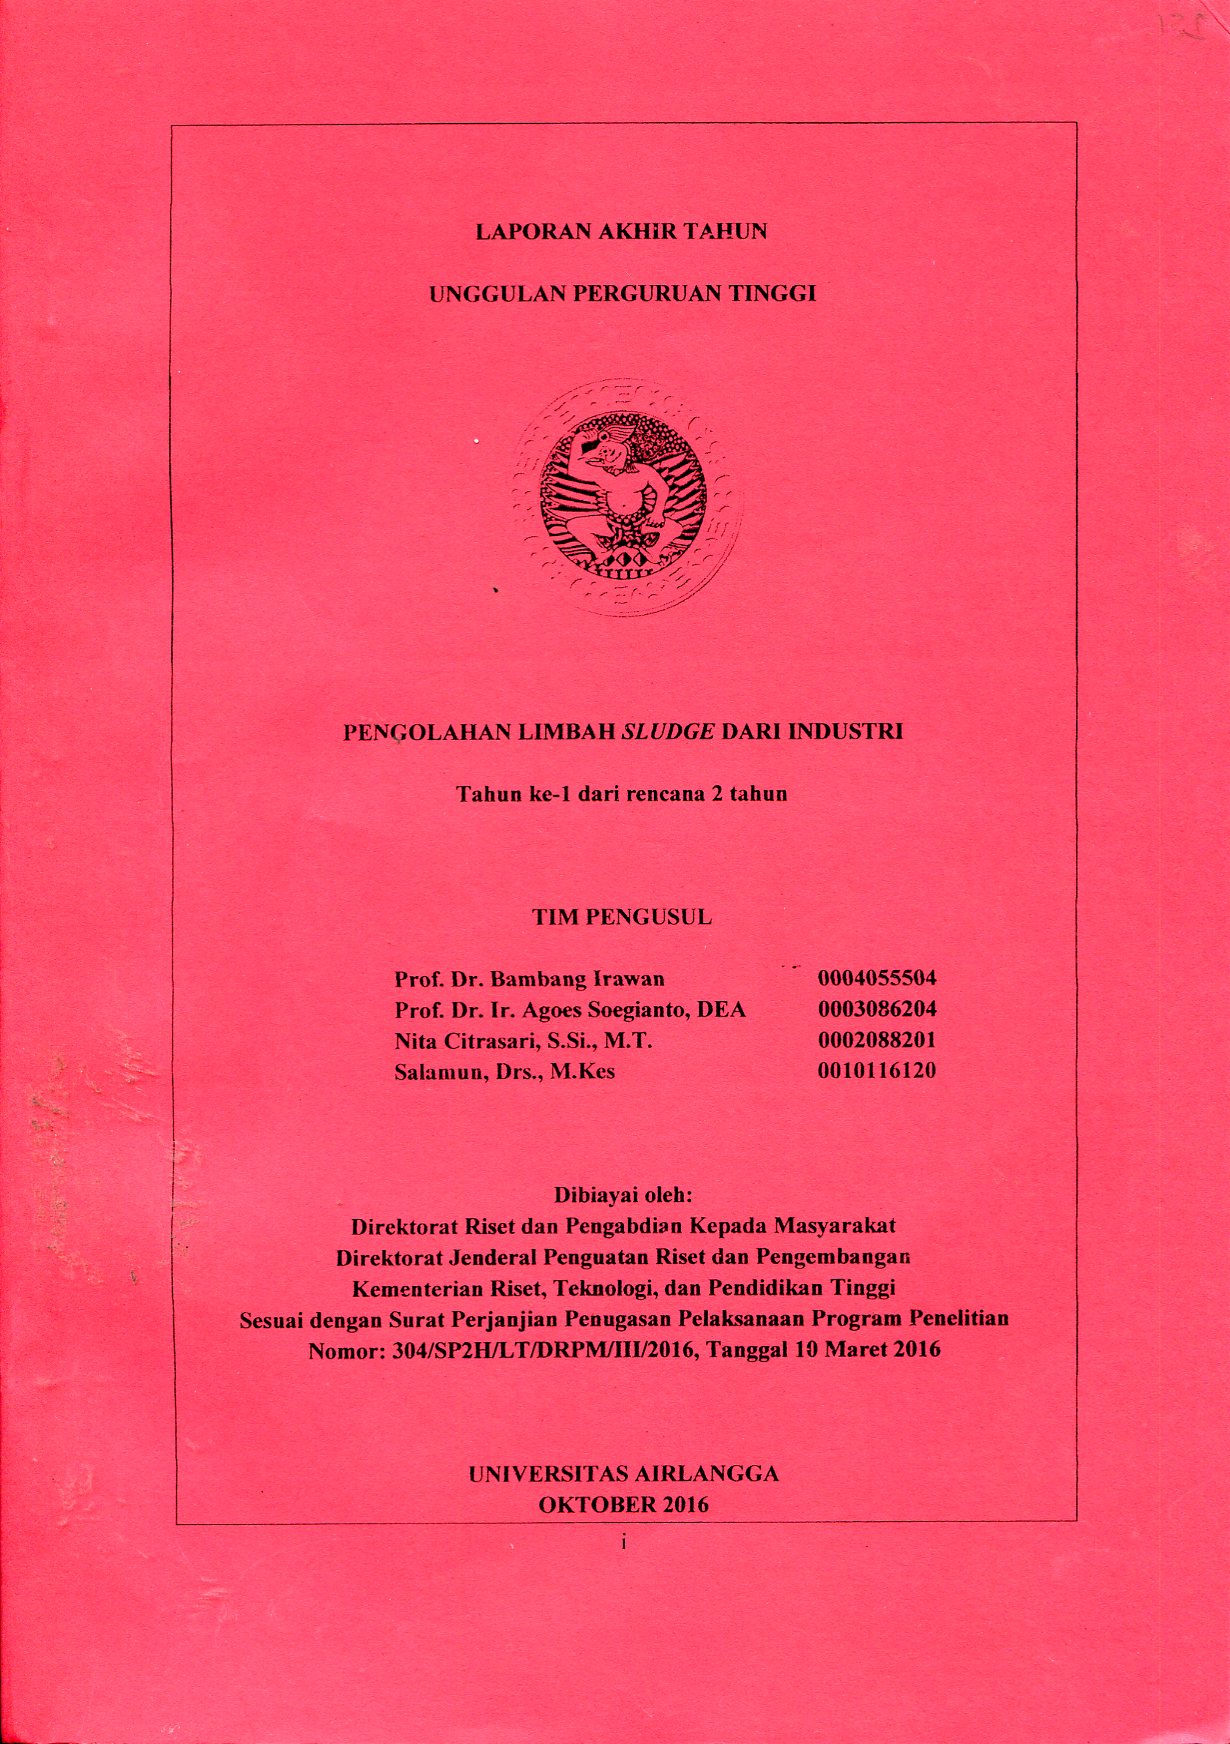 LAPORAN AKHIR TAHUN
UNGGULAN PERGURUAN TINGGI
PENGOLAHAN LIMBAH SLUDGE DARI INDUSTRI
Tahun ke-1 dari rencana 2 tahun
TIM PENGUSUL
Prof. Dr. Bambang Irawan 0004055504
Prof. Dr. Ir. Agoes Soegianto, DEA 0003086204
Nita Citrasari, S.Si., M.T. 0002088201
Salamun, Drs., M.Kes 0010116120
Dibiayai oleh:
Direktorat Riset dan Pengabdian Kepada Masyarakat
Direktorat Jenderal Penguatan Riset dan Pengembangan
Kementerian Riset, Teknologi, dan Pendidikan Tinggi
Sesuai dengan Surat Perjanjian Penugasan Pelaksanaan Program Penelitian
Nomor: 304/SP2H/LT/DRPM/III/2016, Tanggal 10 Maret 2016
UNIVERSITAS AIRLANGGA
OKTOBER 2016
i